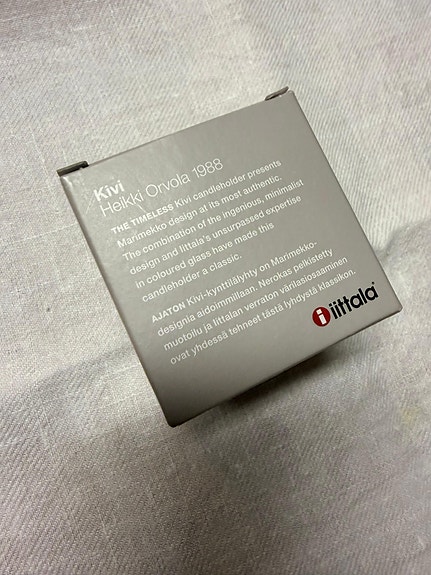 Kivi
Heikki Orvola 1988
THE TIMELESS Kivi candleholder presents
Marimekko design at its most authentic.
The combination of the ingenious, minimalist
design and Iittala's unsurpassed expertise
in coloured glass have made this
candleholder a classic.
AJATON Kivi-kynttilälyhty on Marimekko-
designia aidoimmillaan. Nerokas pelkistetty
muotoilu ja Iittalan verraton värilasiosaaminen
ovat yhdessä tehneet tästä lyhdystä klassikon.
i iittala®